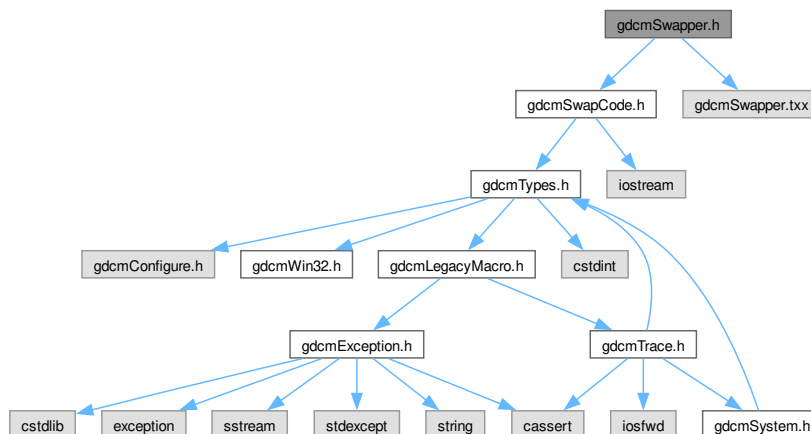 gdcmSwapper.h
gdcmSwapCode.h
gdcmSwapper.txx
gdcmTypes.h
iostream
gdcmConfigure.h
gdcmWin32.h
gdcmLegacyMacro.h
cstdint
gdcmException.h
gdcmTrace.h
cstdlib
exception
sstream
stdexcept
string
cassert
iosfwd
gdcmSystem.h